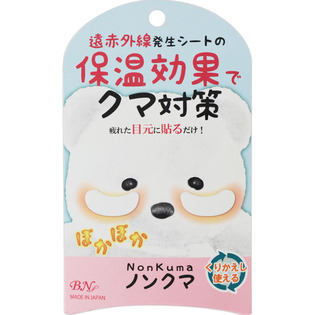 遠赤外線発生シートの
保温効果で
クマ対策
疲れた目元に貼るだけ！
ぽかぽか
NonKuma
ノンクマ
くりかえし
使える
BN
MADE IN JAPAN